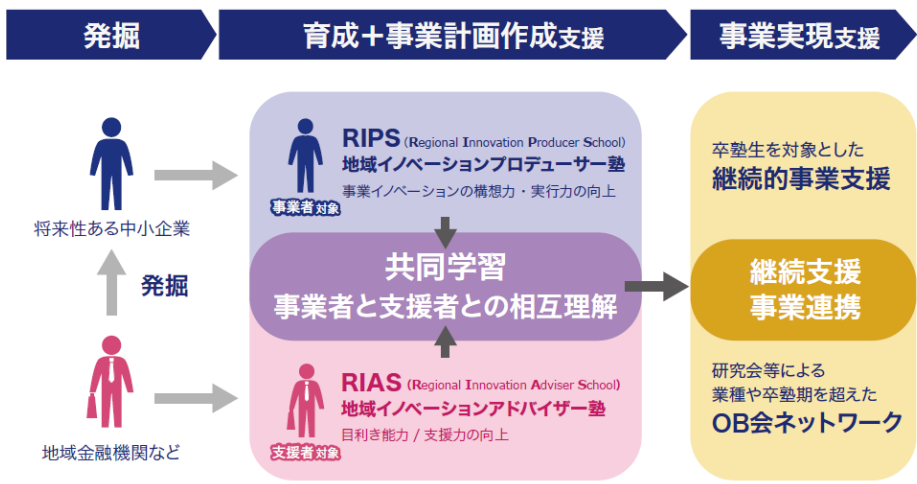 発掘
育成＋事業計画作成支援
事業実現支援
将来性ある中小企業
発掘
地域金融機関など
RIPS (Regional Innovation Producer School)
地域イノベーションプロデューサー塾
事業イノベーションの構想力・実行力の向上
事業者対象
共同学習
事業者と支援者との相互理解
RIAS (Regional Innovation Adviser School)
地域イノベーションアドバイザー塾
目利き能力 / 支援力の向上
支援者対象
卒塾生を対象とした
継続的事業支援
継続支援
事業連携
研究会等による
業種や卒塾期を超えた
OB会ネットワーク